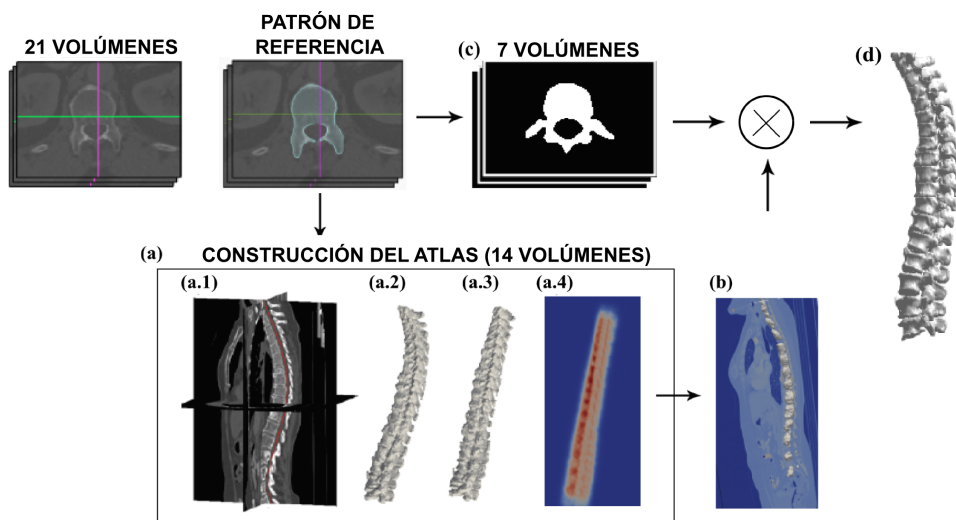 21 VOLÚMENES
PATRÓN DE
REFERENCIA
(c)
7 VOLÚMENES
(d)
(a)
CONSTRUCCIÓN DEL ATLAS (14 VOLÚMENES)
(a.1)
(a.2)
(a.3)
(a.4)
(b)